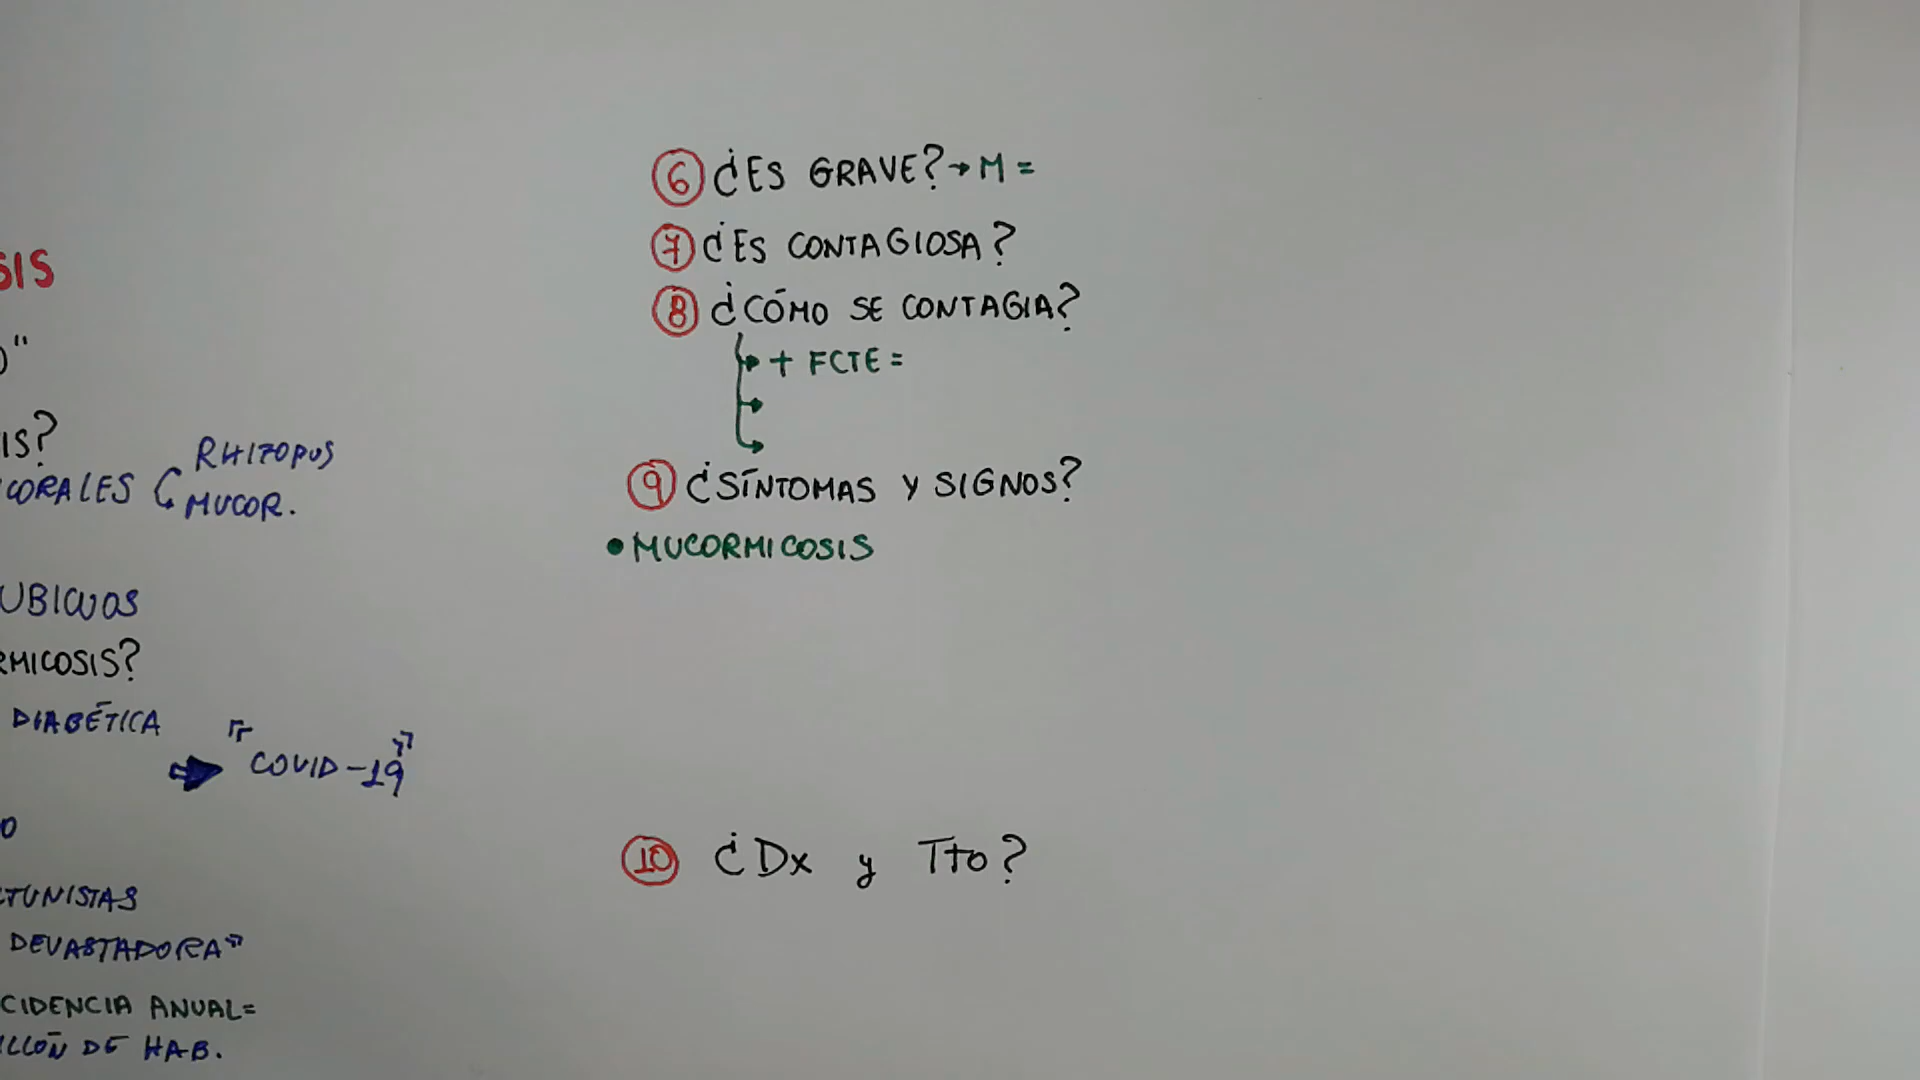 SIS
O"
IS?
CORALES RHIZOPUS
MUCOR.
UBICUOS
RMICOSIS?
DIABÉTICA
"COVID-19"
O
TUNISTAS
DEVASTADORA"
CIDENCIA ANUAL=
ILLÓN DE HAB.
6 ¿ES GRAVE? → M =
7 ¿ES CONTAGIOSA?
8 ¿CÓMO SE CONTAGIA?
+ FCTE =
9 ¿SÍNTOMAS Y SIGNOS?
• MUCORMICOSIS
10 ¿Dx y Tto?